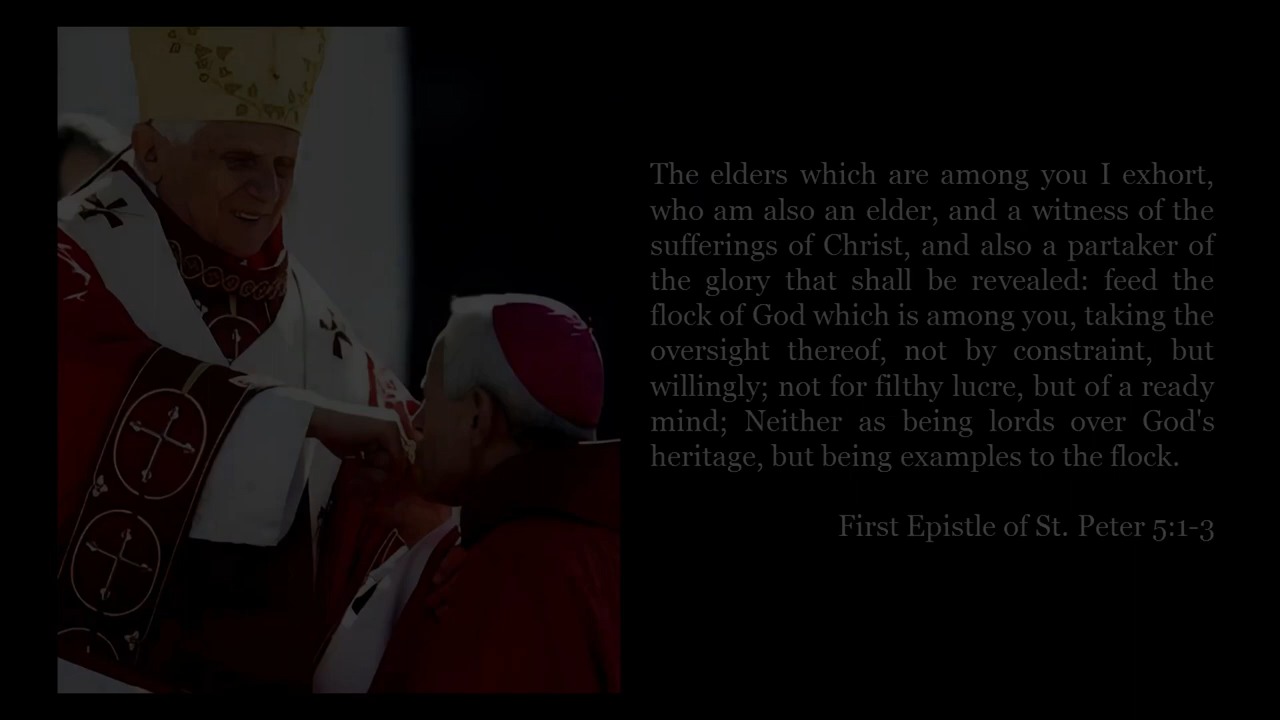 The elders which are among you I exhort,
who am also an elder, and a witness of the
sufferings of Christ, and also a partaker of
the glory that shall be revealed: feed the
flock of God which is among you, taking the
oversight thereof, not by constraint, but
willingly; not for filthy lucre, but of a ready
mind; Neither as being lords over God's
heritage, but being examples to the flock.
First Epistle of St. Peter 5:1-3